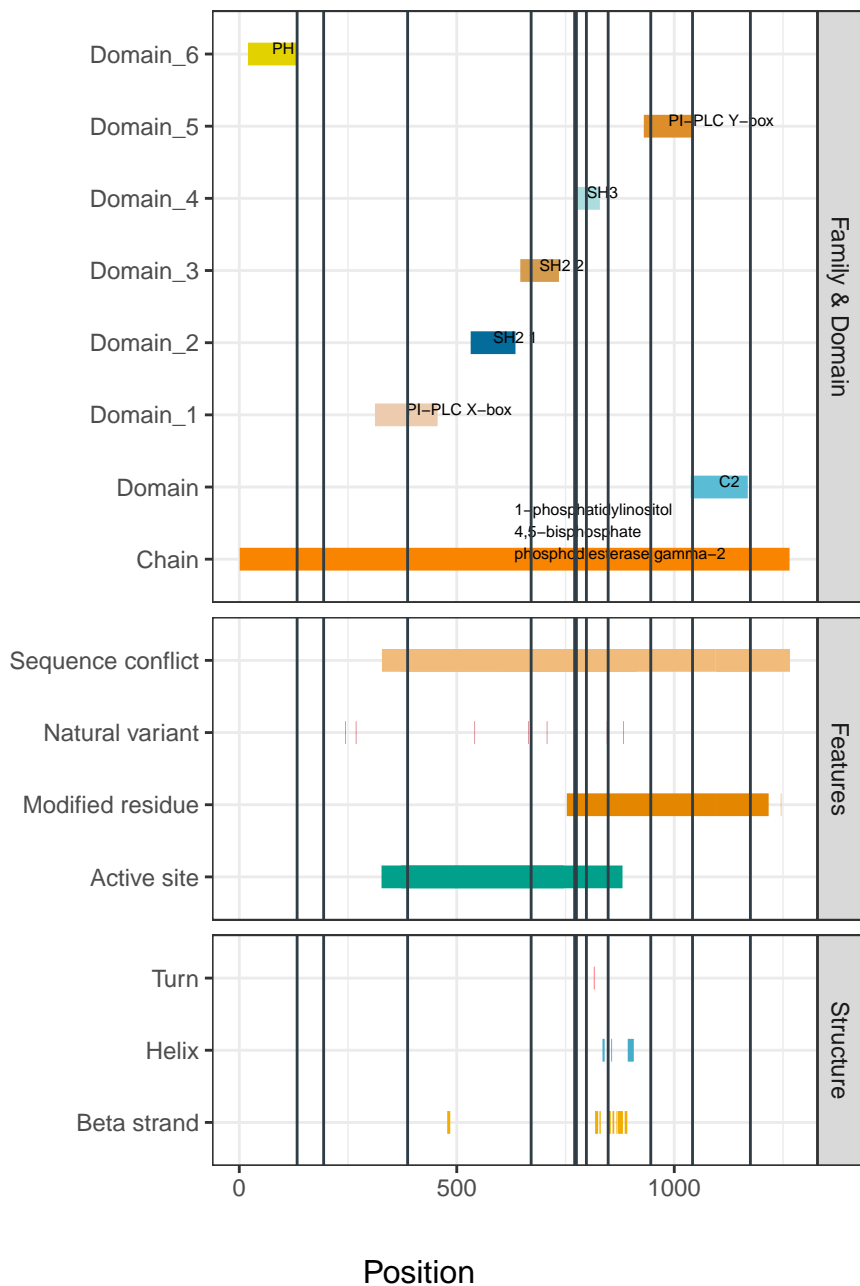 Domain_6
PH
Domain_5
PI−PLC Y−box
Domain_4
SH3
Domain_3
SH2 2
Domain_2
SH2 1
Domain_1
PI−PLC X−box
Domain
C2
1−phosphatidylinositol
4,5−bisphosphate
Chain
phosphodiesterase gamma−2
Family & Domain
Sequence conflict
Natural variant
Modified residue
Active site
Features
Turn
Helix
Beta strand
Structure
0
500
1000
Position